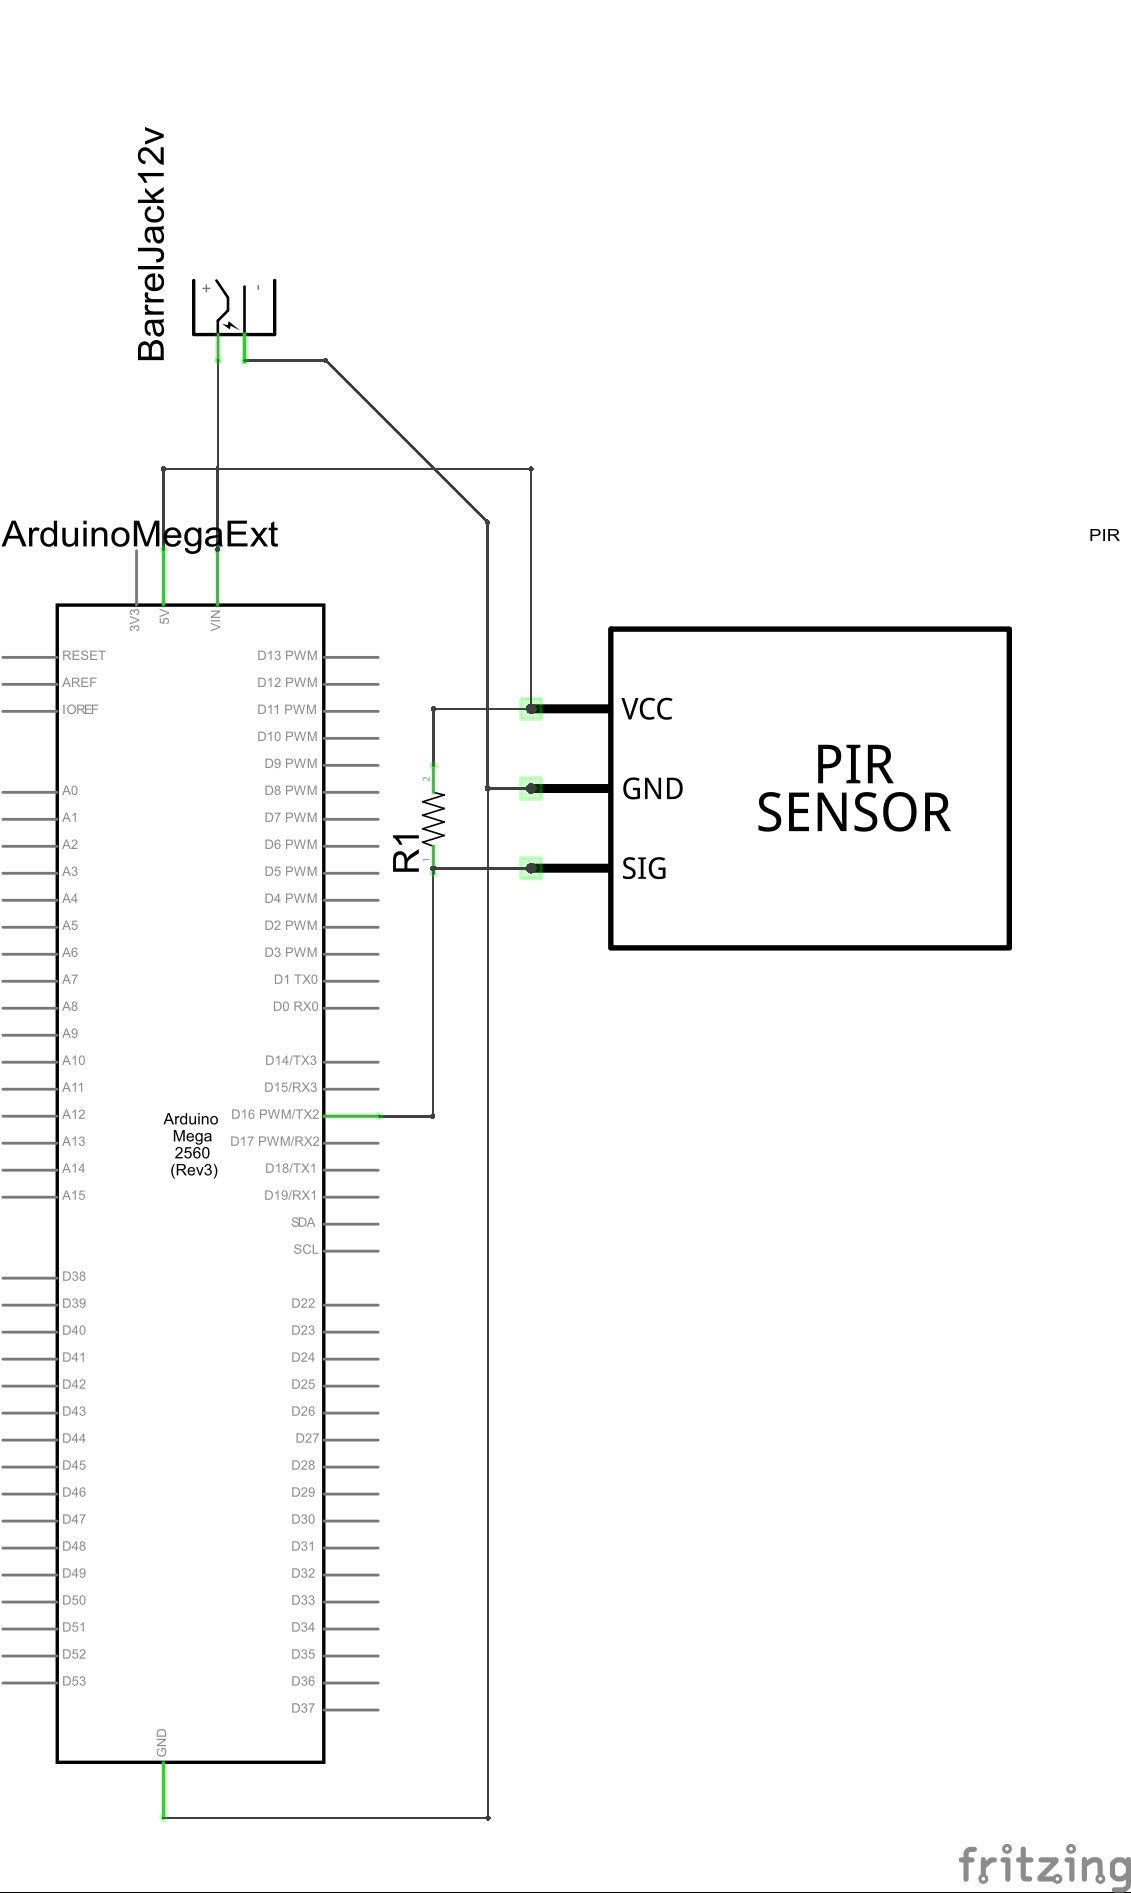 BarrelJack12v
+ -
ArduinoMegaExt
PIR
3V3
5V
VIN
RESET
AREF
IOREF
A0
A1
A2
A3
A4
A5
A6
A7
A8
A9
A10
A11
A12
A13
A14
A15
D38
D39
D40
D41
D42
D43
D44
D45
D46
D47
D48
D49
D50
D51
D52
D53
Arduino
Mega
2560
(Rev3)
D13 PWM
D12 PWM
D11 PWM
D10 PWM
D9 PWM
D8 PWM
D7 PWM
D6 PWM
D5 PWM
D4 PWM
D2 PWM
D3 PWM
D1 TX0
D0 RX0
D14/TX3
D15/RX3
D16 PWM/TX2
D17 PWM/RX2
D18/TX1
D19/RX1
SDA
SCL
D22
D23
D24
D25
D26
D27
D28
D29
D30
D31
D32
D33
D34
D35
D36
D37
GND
2
R1
1
VCC
GND
SIG
PIR
SENSOR
fritzing